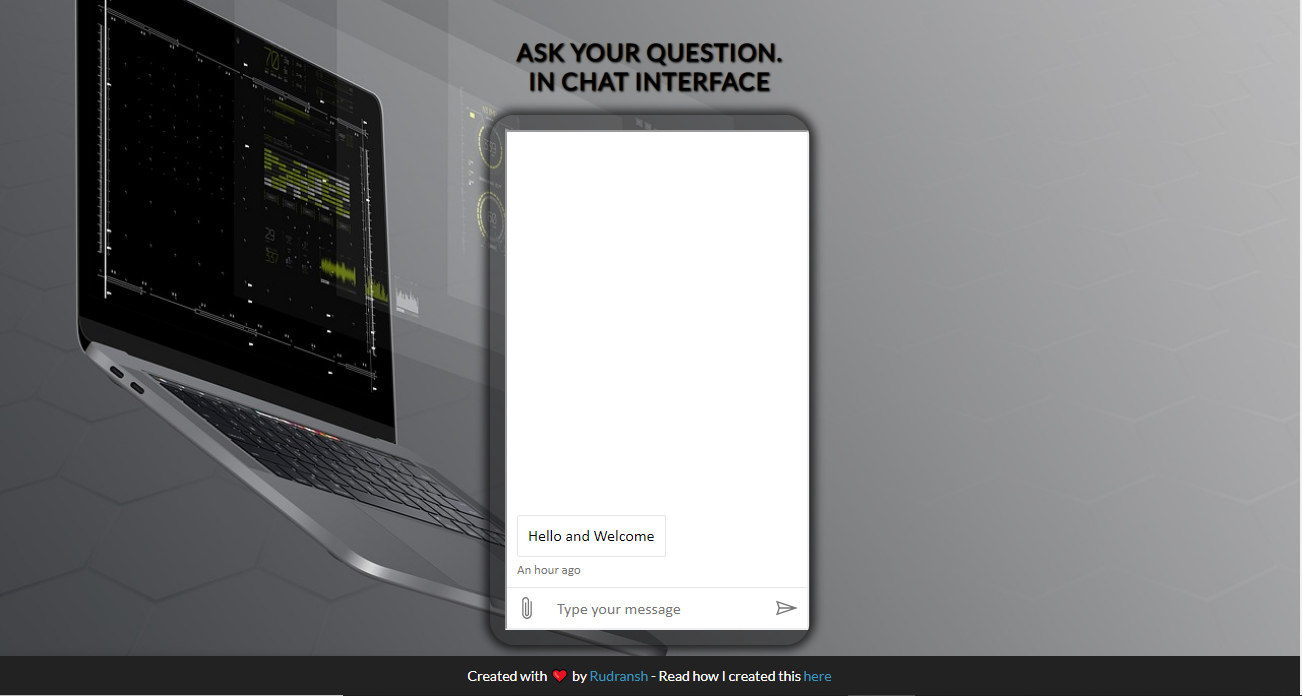 ASK YOUR QUESTION.
IN CHAT INTERFACE
Hello and Welcome
An hour ago
Type your message
Created with ❤ by Rudransh - Read how I created this here